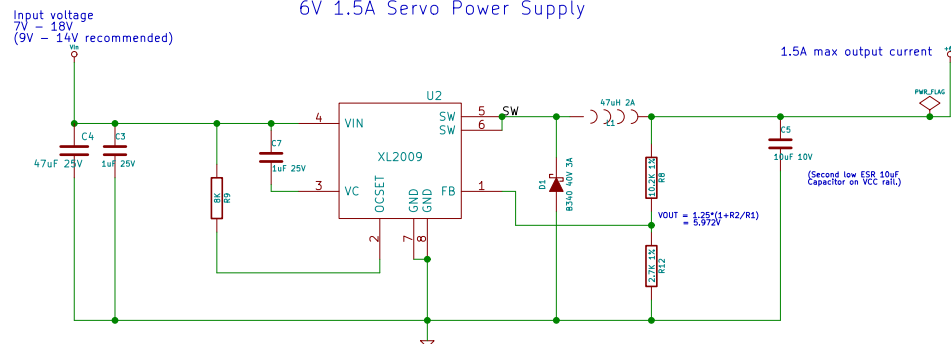 6V 1.5A Servo Power Supply
Input voltage
7V - 18V
(9V - 14V recommended)
Vin
1.5A max output current
PWR_FLAG
U2
47uH 2A
L1
SW
4
VIN
SW
5
SW
6
C4
47uF 25V
C3
1uF 25V
C7
1uF 25V
XL2009
C5
10uF 10V
(Second low ESR 10uF
Capacitor on VCC rail.)
8K
R9
3
VC
OCSET
GND
GND
FB
1
D1
B340 40V 3A
10.2K 1%
R8
VOUT = 1.25*(1+R2/R1)
= 5.972V
2
7
8
2.7K 1%
R12